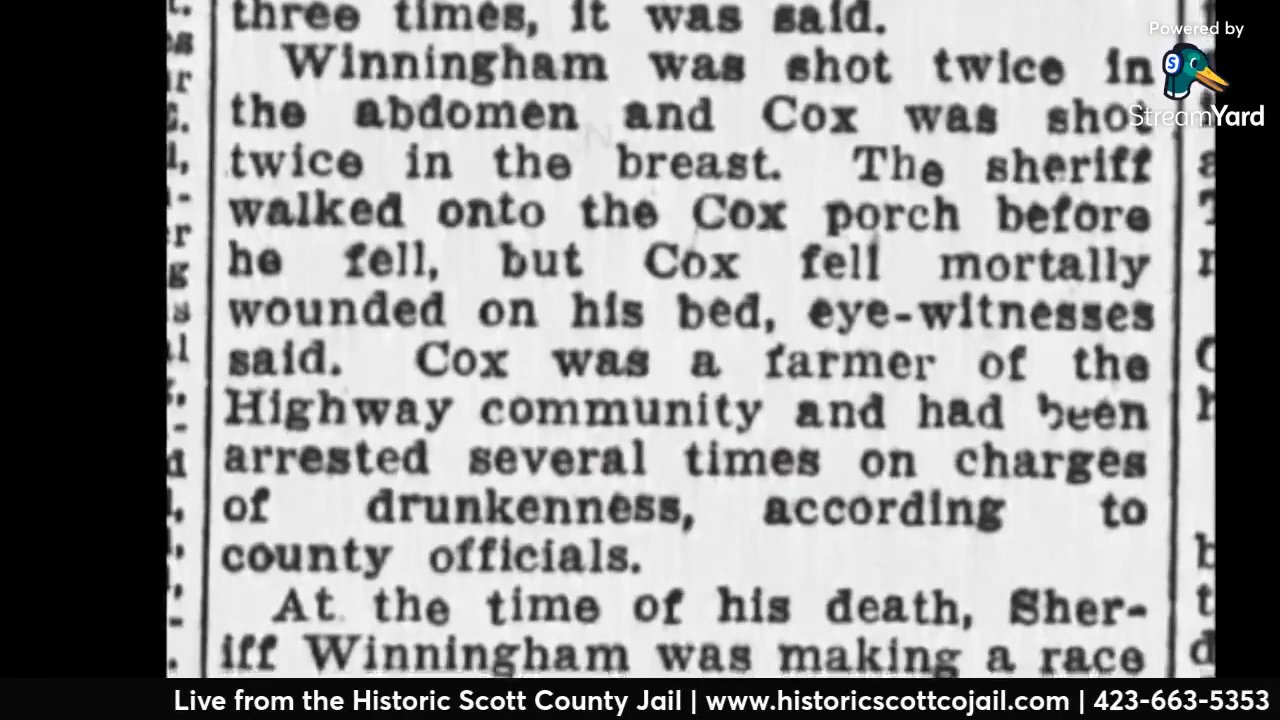 three times, it was said.
Winningham was shot twice in
the abdomen and Cox was shot
twice in the breast. The sheriff
walked onto the Cox porch before
he fell, but Cox fell mortally
wounded on his bed, eye-witnesses
said. Cox was a farmer of the
Highway community and had been
arrested several times on charges
of drunkenness, according to
county officials.
At the time of his death, Sher-
iff Winningham was making a race
Powered by
S
StreamYard
Live from the Historic Scott County Jail | www.historicscottcojail.com | 423-663-5353